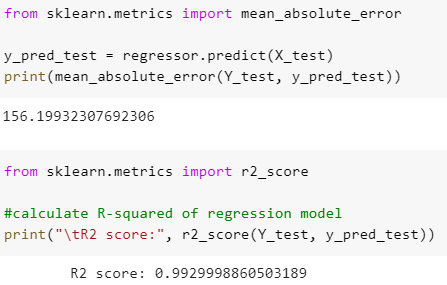 from sklearn.metrics import mean_absolute_error
y_pred_test = regressor.predict(X_test)
print(mean_absolute_error(Y_test, y_pred_test))
156.19932307692306
from sklearn.metrics import r2_score
#calculate R-squared of regression model
print("\tR2 score:", r2_score(Y_test, y_pred_test))
R2 score: 0.9929998860503189